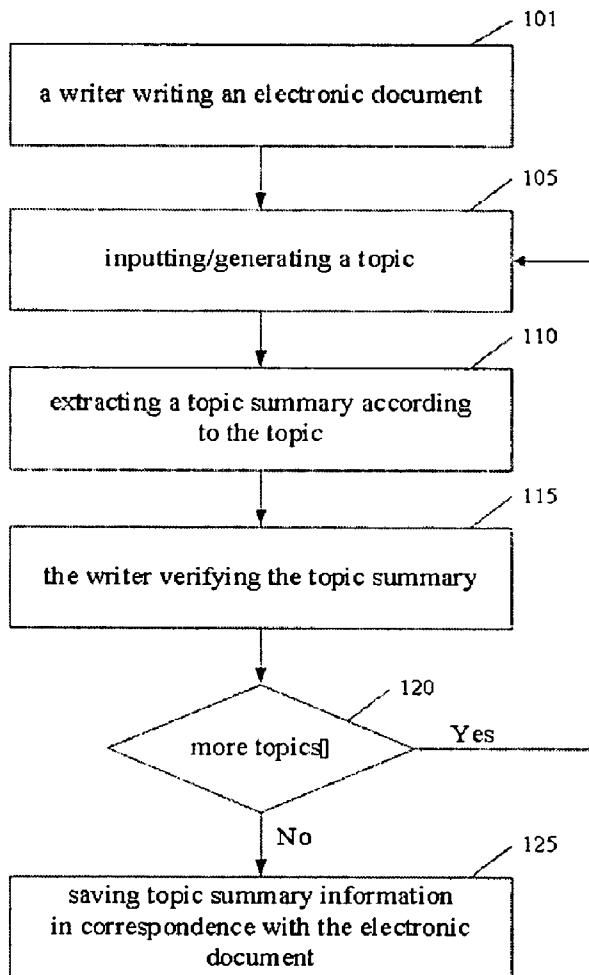 101
a writer writing an electronic document
105
inputting/generating a topic
110
extracting a topic summary according
to the topic
115
the writer verifying the topic summary
120
more topics▯
Yes
No
125
saving topic summary information
in correspondence with the electronic
document